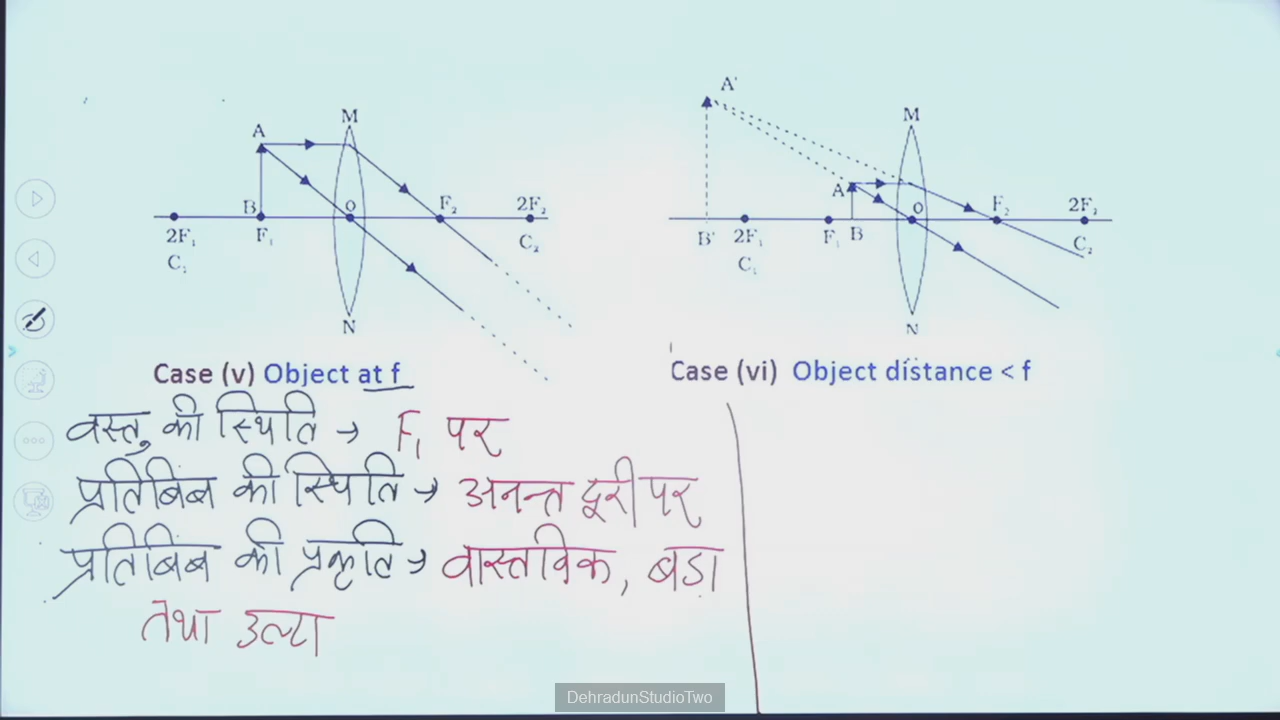 A'
M
A
B
O
F₂
2F₂
2F₁
F₁
C₂
C₁
N
M
A
O
F₂
2F₂
B'
2F₁
F₁
B
C₂
C₁
N
Case (v) Object at f
Case (vi) Object distance < f
वस्तु की स्थिति → F₁ पर
प्रतिबिंब की स्थिति → अनन्त दूरी पर
प्रतिबिंब की प्रकृति → वास्तविक, बडा
तथा उल्टा
DehradunStudioTwo